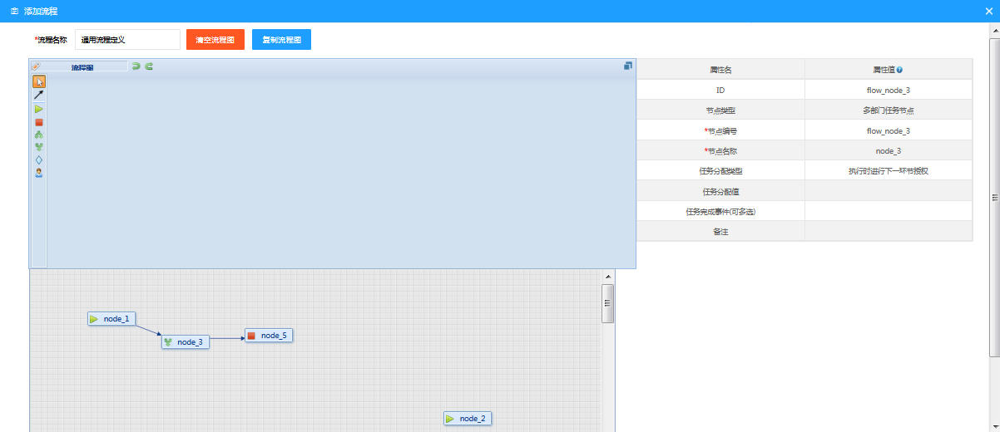 添加流程
*流程名称
通用流程定义
清空流程图
复制流程图
流程图
属性名 属性值
ID flow_node_3
节点类型 多部门任务节点
*节点编号 flow_node_3
*节点名称 node_3
任务分配类型 执行时进行下一环节授权
任务分配值
任务完成事件(可多选)
备注
node_1
node_3
node_5
node_2